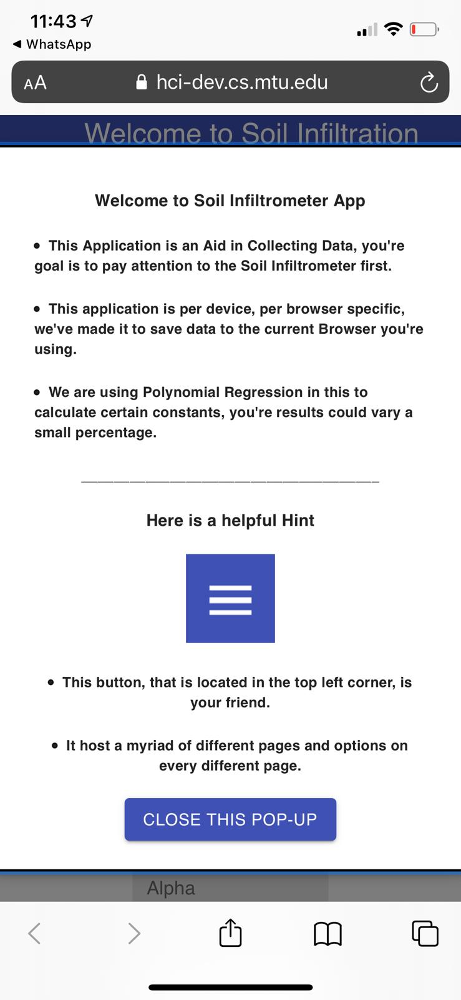 11:43
WhatsApp
AA hci-dev.cs.mtu.edu
Welcome to Soil Infiltration
Welcome to Soil Infiltrometer App
• This Application is an Aid in Collecting Data, you're
goal is to pay attention to the Soil Infiltrometer first.
• This application is per device, per browser specific,
we've made it to save data to the current Browser you're
using.
• We are using Polynomial Regression in this to
calculate certain constants, you're results could vary a
small percentage.
Here is a helpful Hint
• This button, that is located in the top left corner, is
your friend.
• It host a myriad of different pages and options on
every different page.
CLOSE THIS POP-UP
Alpha